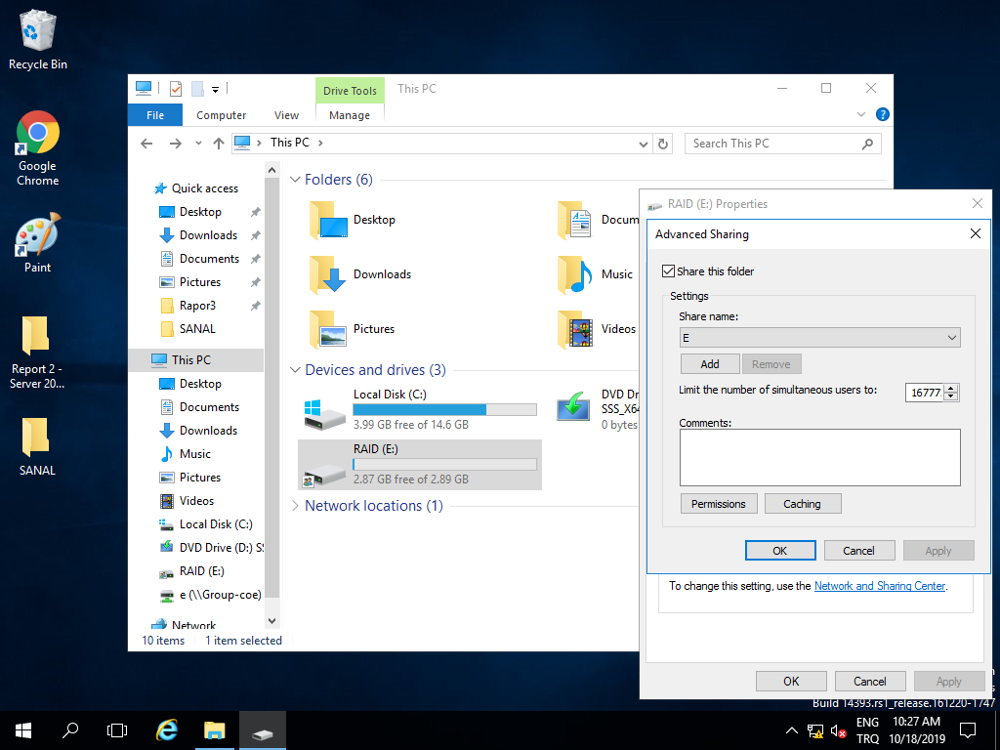 Recycle Bin
Google
Chrome
Paint
Report 2 -
Server 20...
SANAL
Drive Tools
This PC
File
Computer
View
Manage
This PC
Search This PC
Quick access
Desktop
Downloads
Documents
Pictures
Rapor3
SANAL
This PC
Desktop
Documents
Downloads
Music
Pictures
Videos
Local Disk (C:)
DVD Drive (D:) S
RAID (E:)
e (\\Group-coe)
Network
10 items
1 item selected
Folders (6)
Desktop
Docum
Downloads
Music
Pictures
Videos
Devices and drives (3)
Local Disk (C:)
3.99 GB free of 14.6 GB
DVD Dr
SSS_X64
0 bytes
RAID (E:)
2.87 GB free of 2.89 GB
Network locations (1)
RAID (E:) Properties
Advanced Sharing
Share this folder
Settings
Share name:
E
Add
Remove
Limit the number of simultaneous users to:
16777
Comments:
Permissions
Caching
OK
Cancel
Apply
To change this setting, use the Network and Sharing Center.
OK
Cancel
Apply
Build 14393.rs1_release.161220-1747
ENG
TRQ
10:27 AM
10/18/2019